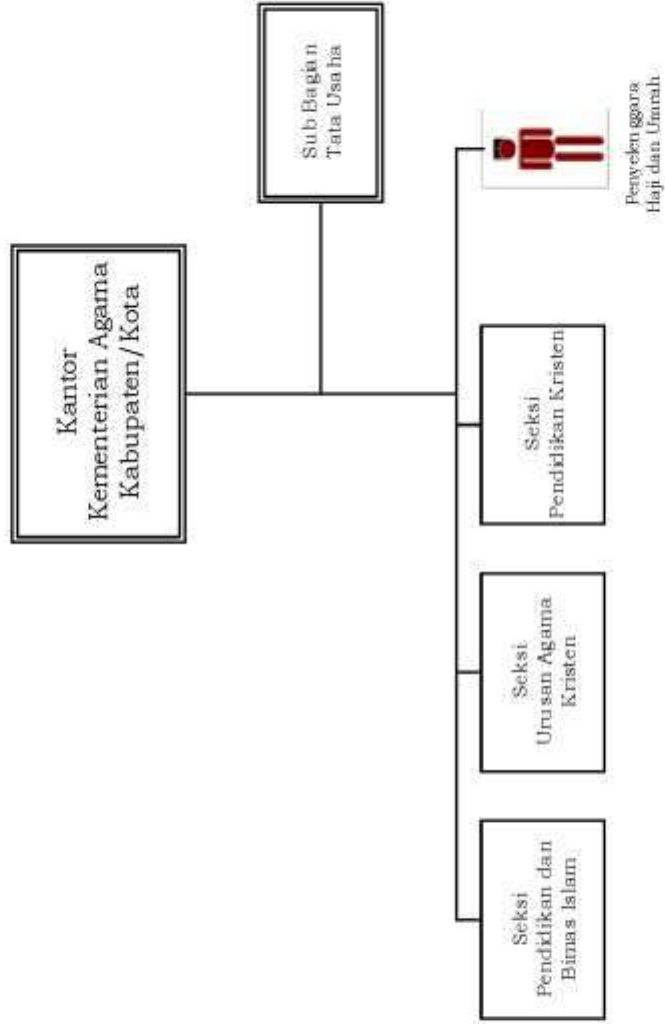 Kantor
Kementerian Agama
Kabupaten/Kota
Sub Bagian
Tata Usaha
Seksi
Pendidikan dan
Bimas Islam
Seksi
Urusan Agama
Kristen
Seksi
Pendidikan Kristen
Penyelenggara
Haji dan Umrah